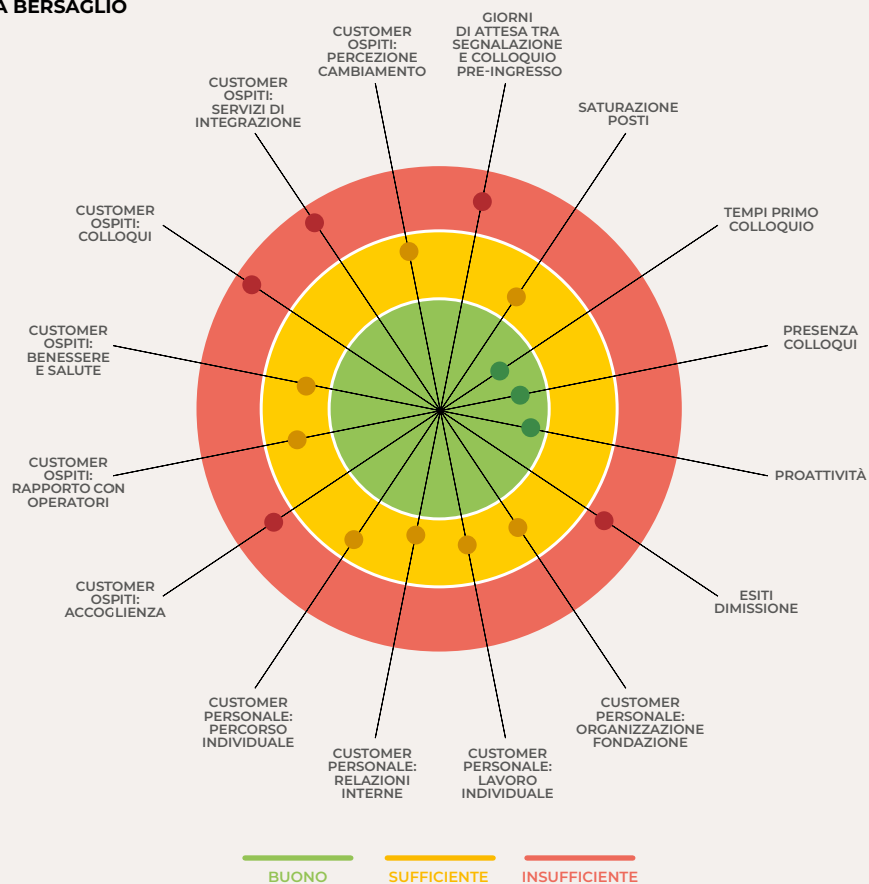 A BERSAGLIO
GIORNI
DI ATTESA TRA
SEGNALAZIONE
E COLLOQUIO
PRE-INGRESSO
SATURAZIONE
POSTI
TEMPI PRIMO
COLLOQUIO
PRESENZA
COLLOQUI
PROATTIVITÀ
ESITI
DIMISSIONE
CUSTOMER
PERSONALE:
ORGANIZZAZIONE
FONDAZIONE
CUSTOMER
PERSONALE:
LAVORO
INDIVIDUALE
CUSTOMER
PERSONALE:
RELAZIONI
INTERNE
CUSTOMER
PERSONALE:
PERCORSO
INDIVIDUALE
CUSTOMER
OSPITI:
ACCOGLIENZA
CUSTOMER
OSPITI:
RAPPORTO CON
OPERATORI
CUSTOMER
OSPITI:
BENESSERE
E SALUTE
CUSTOMER
OSPITI:
COLLOQUI
CUSTOMER
OSPITI:
SERVIZI DI
INTEGRAZIONE
CUSTOMER
OSPITI:
PERCEZIONE
CAMBIAMENTO
BUONO
SUFFICIENTE
INSUFFICIENTE